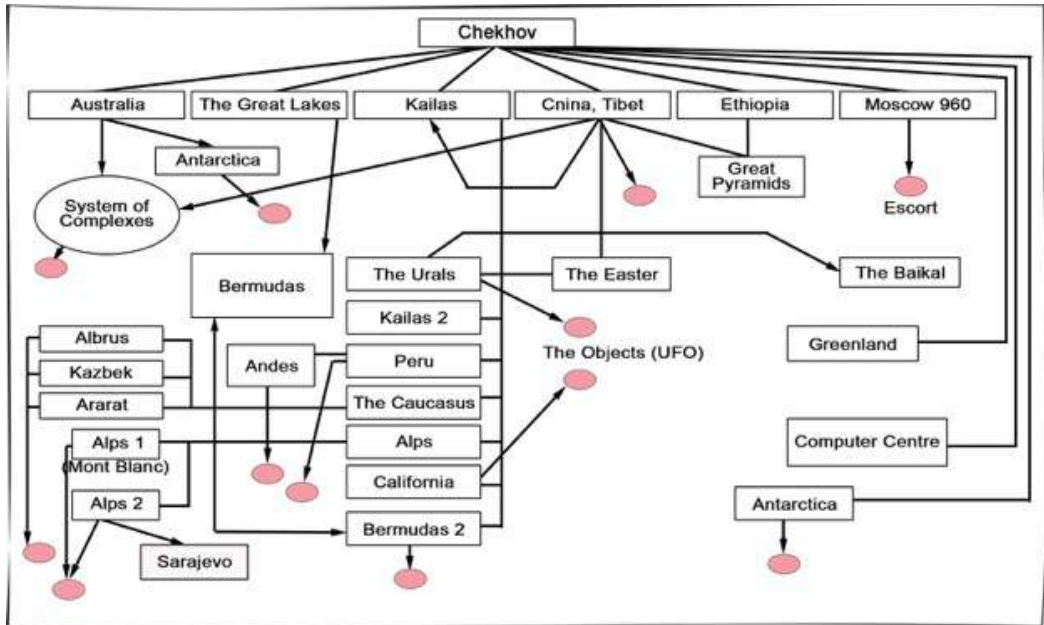 Chekhov
Australia
The Great Lakes
Kailas
Cnina, Tibet
Ethiopia
Moscow 960
Antarctica
Great
Pyramids
System of
Complexes
Escort
Bermudas
The Urals
The Easter
The Baikal
Kailas 2
Albrus
Greenland
The Objects (UFO)
Andes
Peru
Kazbek
The Caucasus
Ararat
Alps 1
(Mont Blanc)
Alps
Computer Centre
California
Alps 2
Antarctica
Bermudas 2
Sarajevo